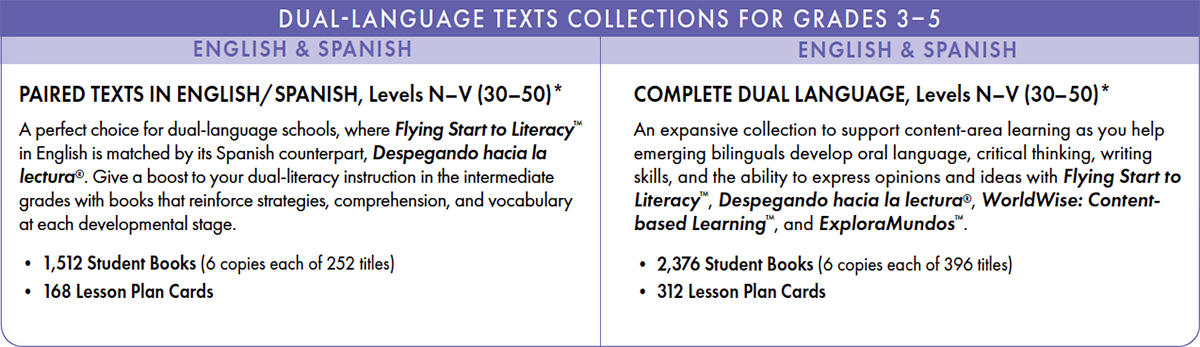 DUAL-LANGUAGE TEXTS COLLECTIONS FOR GRADES 3–5
ENGLISH & SPANISH
PAIRED TEXTS IN ENGLISH/SPANISH, Levels N–V (30–50)*
A perfect choice for dual-language schools, where Flying Start to Literacy™
in English is matched by its Spanish counterpart, Despegando hacia la
lectura®. Give a boost to your dual-literacy instruction in the intermediate
grades with books that reinforce strategies, comprehension, and vocabulary
at each developmental stage.
• 1,512 Student Books (6 copies each of 252 titles)
• 168 Lesson Plan Cards
ENGLISH & SPANISH
COMPLETE DUAL LANGUAGE, Levels N–V (30–50)*
An expansive collection to support content-area learning as you help
emerging bilinguals develop oral language, critical thinking, writing
skills, and the ability to express opinions and ideas with Flying Start to
Literacy™, Despegando hacia la lectura®, WorldWise: Content-
based Learning™, and ExploraMundos™.
• 2,376 Student Books (6 copies each of 396 titles)
• 312 Lesson Plan Cards